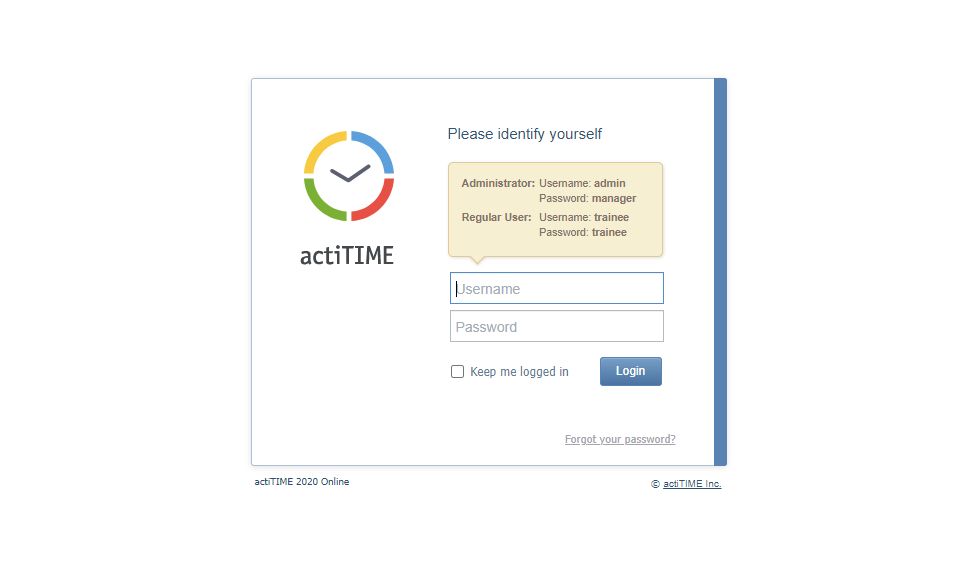 Please identify yourself
Administrator: Username: admin
Password: manager
Regular User: Username: trainee
Password: trainee
actiTIME
Username
Password
Keep me logged in
Login
Forgot your password?
actiTIME 2020 Online
© actiTIME Inc.